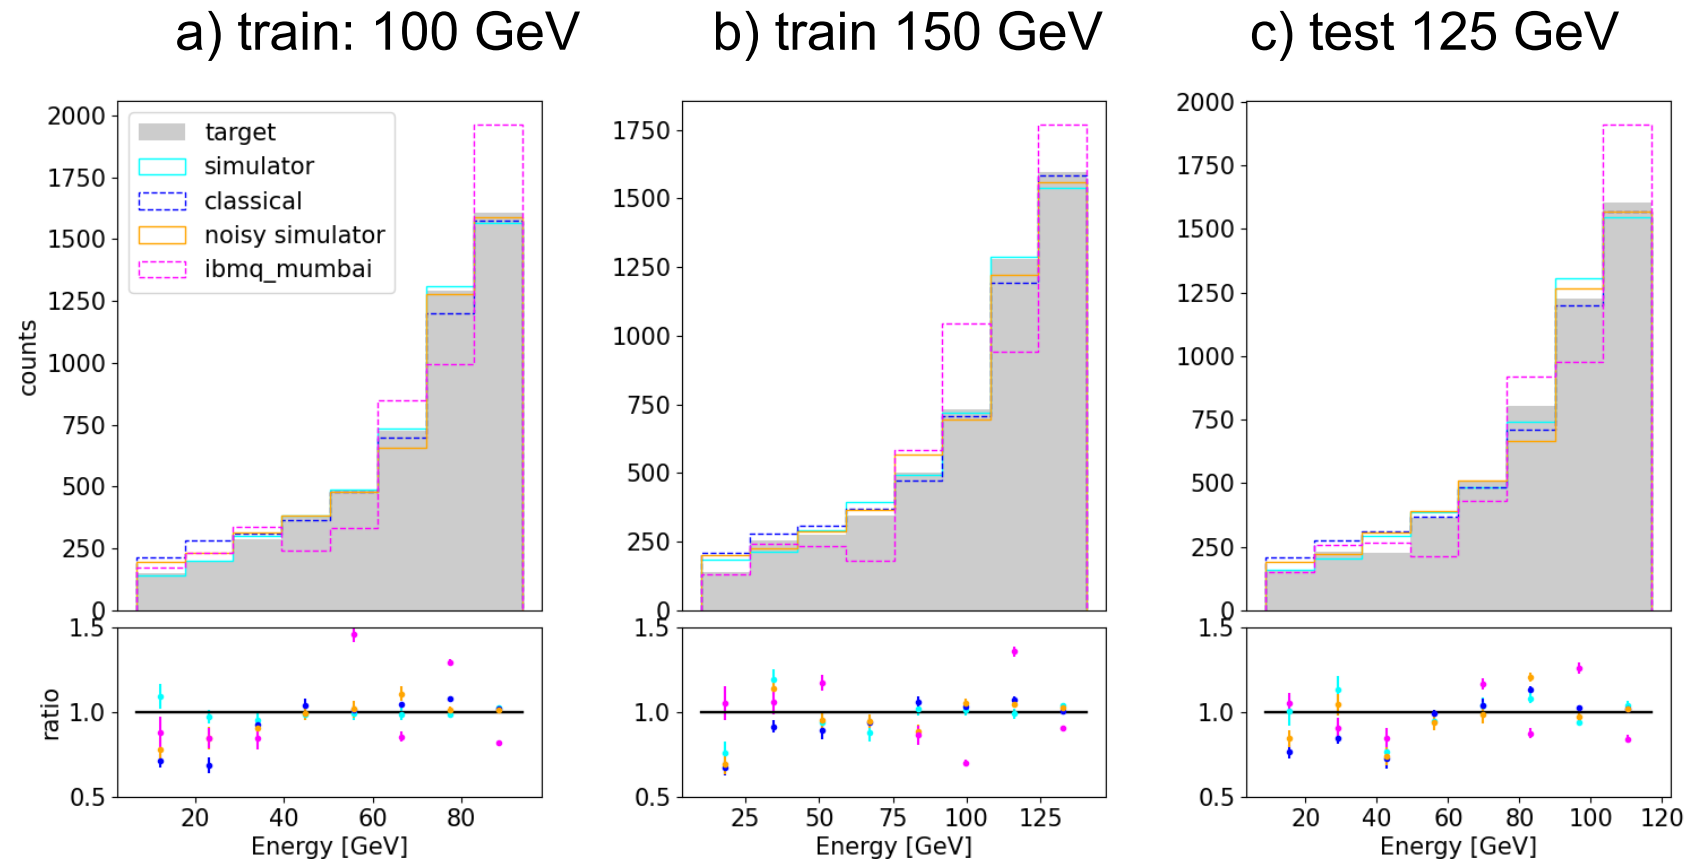 a) train: 100 GeV
b) train 150 GeV
c) test 125 GeV
2000
1750
1500
1250
1000
750
500
250
0
counts
target
simulator
classical
noisy simulator
ibmq_mumbai
1.5
1.0
0.5
ratio
20 40 60 80
Energy [GeV]
1750
1500
1250
1000
750
500
250
0
1.5
1.0
0.5
25 50 75 100 125
Energy [GeV]
2000
1750
1500
1250
1000
750
500
250
0
1.5
1.0
0.5
20 40 60 80 100 120
Energy [GeV]